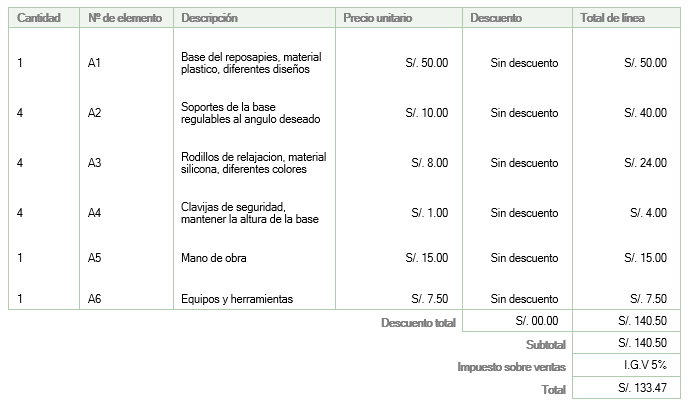 Cantidad Nº de elemento Descripción Precio unitario Descuento Total de línea
1 A1 Base del reposapies, material plastico, diferentes diseños S/. 50.00 Sin descuento S/. 50.00
4 A2 Soportes de la base regulables al angulo deseado S/. 10.00 Sin descuento S/. 40.00
4 A3 Rodillos de relajacion, material silicona, diferentes colores S/. 8.00 Sin descuento S/. 24.00
4 A4 Clavijas de seguridad, mantener la altura de la base S/. 1.00 Sin descuento S/. 4.00
1 A5 Mano de obra S/. 15.00 Sin descuento S/. 15.00
1 A6 Equipos y herramientas S/. 7.50 Sin descuento S/. 7.50
Descuento total S/. 00.00 S/. 140.50
Subtotal S/. 140.50
Impuesto sobre ventas I.G.V 5%
Total S/. 133.47